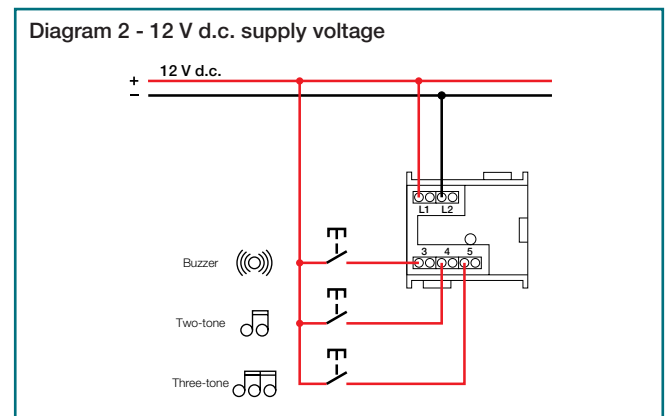 Diagram 2 - 12 V d.c. supply voltage
12 V d.c.
+
–
L1 L2
3 4 5
Buzzer
Two-tone
Three-tone